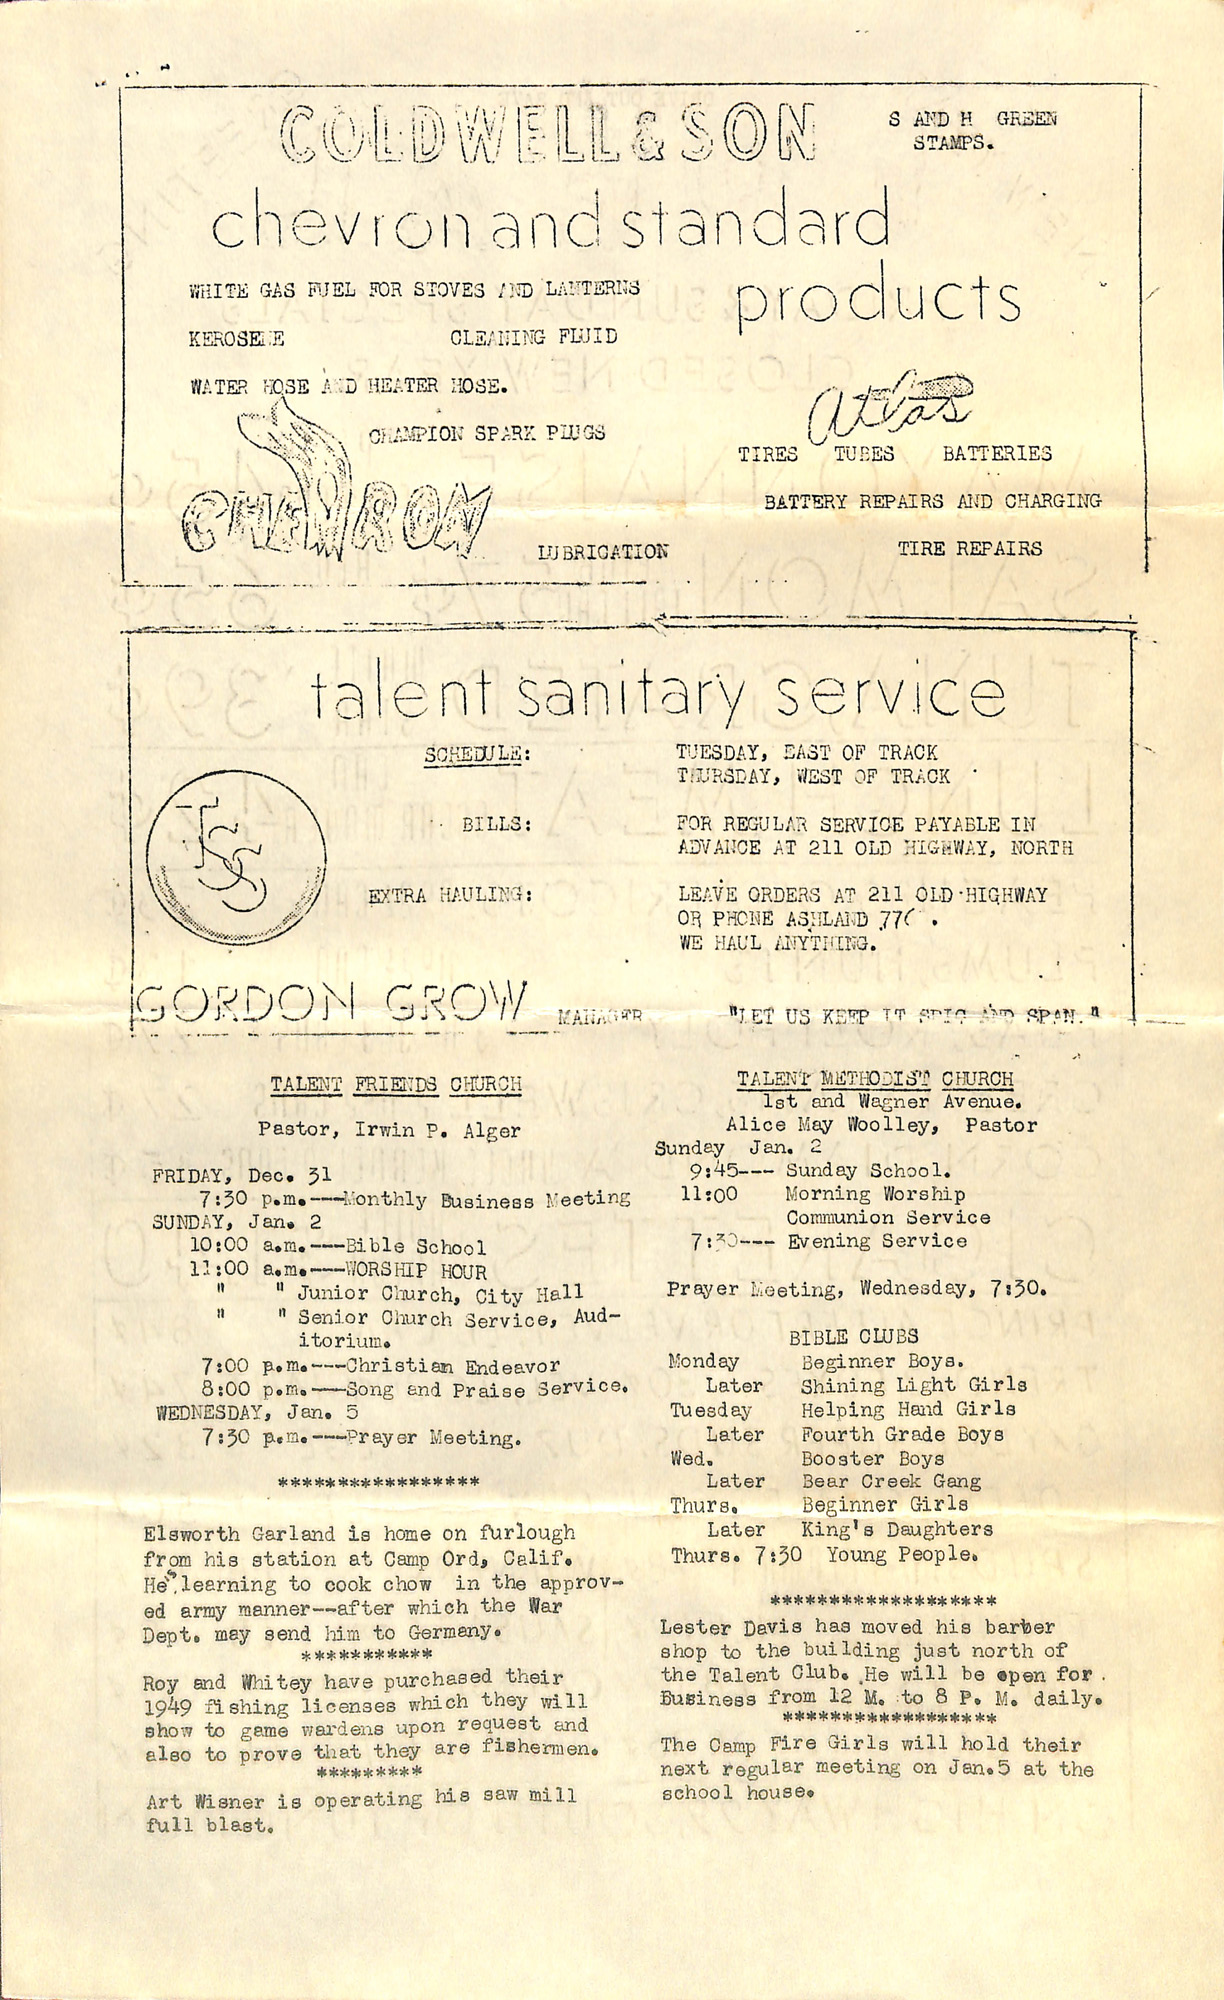 COLDWELL & SON
S AND H GREEN
STAMPS.
chevron and standard
products
WHITE GAS FUEL FOR STOVES AND LANTERNS
KEROSENE CLEANING FLUID
WATER HOSE AND HEATER HOSE.
CHAMPION SPARK PLUGS
CHEVRON
LUBRICATION
Atlas
TIRES TUBES BATTERIES
BATTERY REPAIRS AND CHARGING
TIRE REPAIRS
talent sanitary service
TSS
SCHEDULE: TUESDAY, EAST OF TRACK
THURSDAY, WEST OF TRACK
BILLS: FOR REGULAR SERVICE PAYABLE IN
ADVANCE AT 211 OLD HIGHWAY, NORTH
EXTRA HAULING: LEAVE ORDERS AT 211 OLD HIGHWAY
OR PHONE ASHLAND .
WE HAUL ANYTHING.
GORDON GROW MANAGER "LET US KEEP IT SPIC AND SPAN."
TALENT FRIENDS CHURCH
Pastor, Irwin P. Alger
FRIDAY, Dec. 31
7:30 p.m.---Monthly Business Meeting
SUNDAY, Jan. 2
10:00 a.m.---Bible School
11:00 a.m.---WORSHIP HOUR
" " Junior Church, City Hall
" " Senior Church Service, Aud-
itorium.
7:00 p.m.---Christian Endeavor
8:00 p.m.---Song and Praise Service.
WEDNESDAY, Jan. 5
7:30 p.m.---Prayer Meeting.
*****************
Elsworth Garland is home on furlough
from his station at Camp Ord, Calif.
He's learning to cook chow in the approv-
ed army manner--after which the War
Dept. may send him to Germany.
***********
Roy and Whitey have purchased their
1949 fishing licenses which they will
show to game wardens upon request and
also to prove that they are fishermen.
*********
Art Wisner is operating his saw mill
full blast.
TALENT METHODIST CHURCH
1st and Wagner Avenue.
Alice May Woolley, Pastor
Sunday Jan. 2
9:45--- Sunday School.
11:00 Morning Worship
Communion Service
7:30--- Evening Service
Prayer Meeting, Wednesday, 7:30.
BIBLE CLUBS
Monday Beginner Boys.
Later Shining Light Girls
Tuesday Helping Hand Girls
Later Fourth Grade Boys
Wed. Booster Boys
Later Bear Creek Gang
Thurs. Beginner Girls
Later King's Daughters
Thurs. 7:30 Young People.
*******************
Lester Davis has moved his barber
shop to the building just north of
the Talent Club. He will be open for
Business from 12 M. to 8 P. M. daily.
******************
The Camp Fire Girls will hold their
next regular meeting on Jan.5 at the
school house.